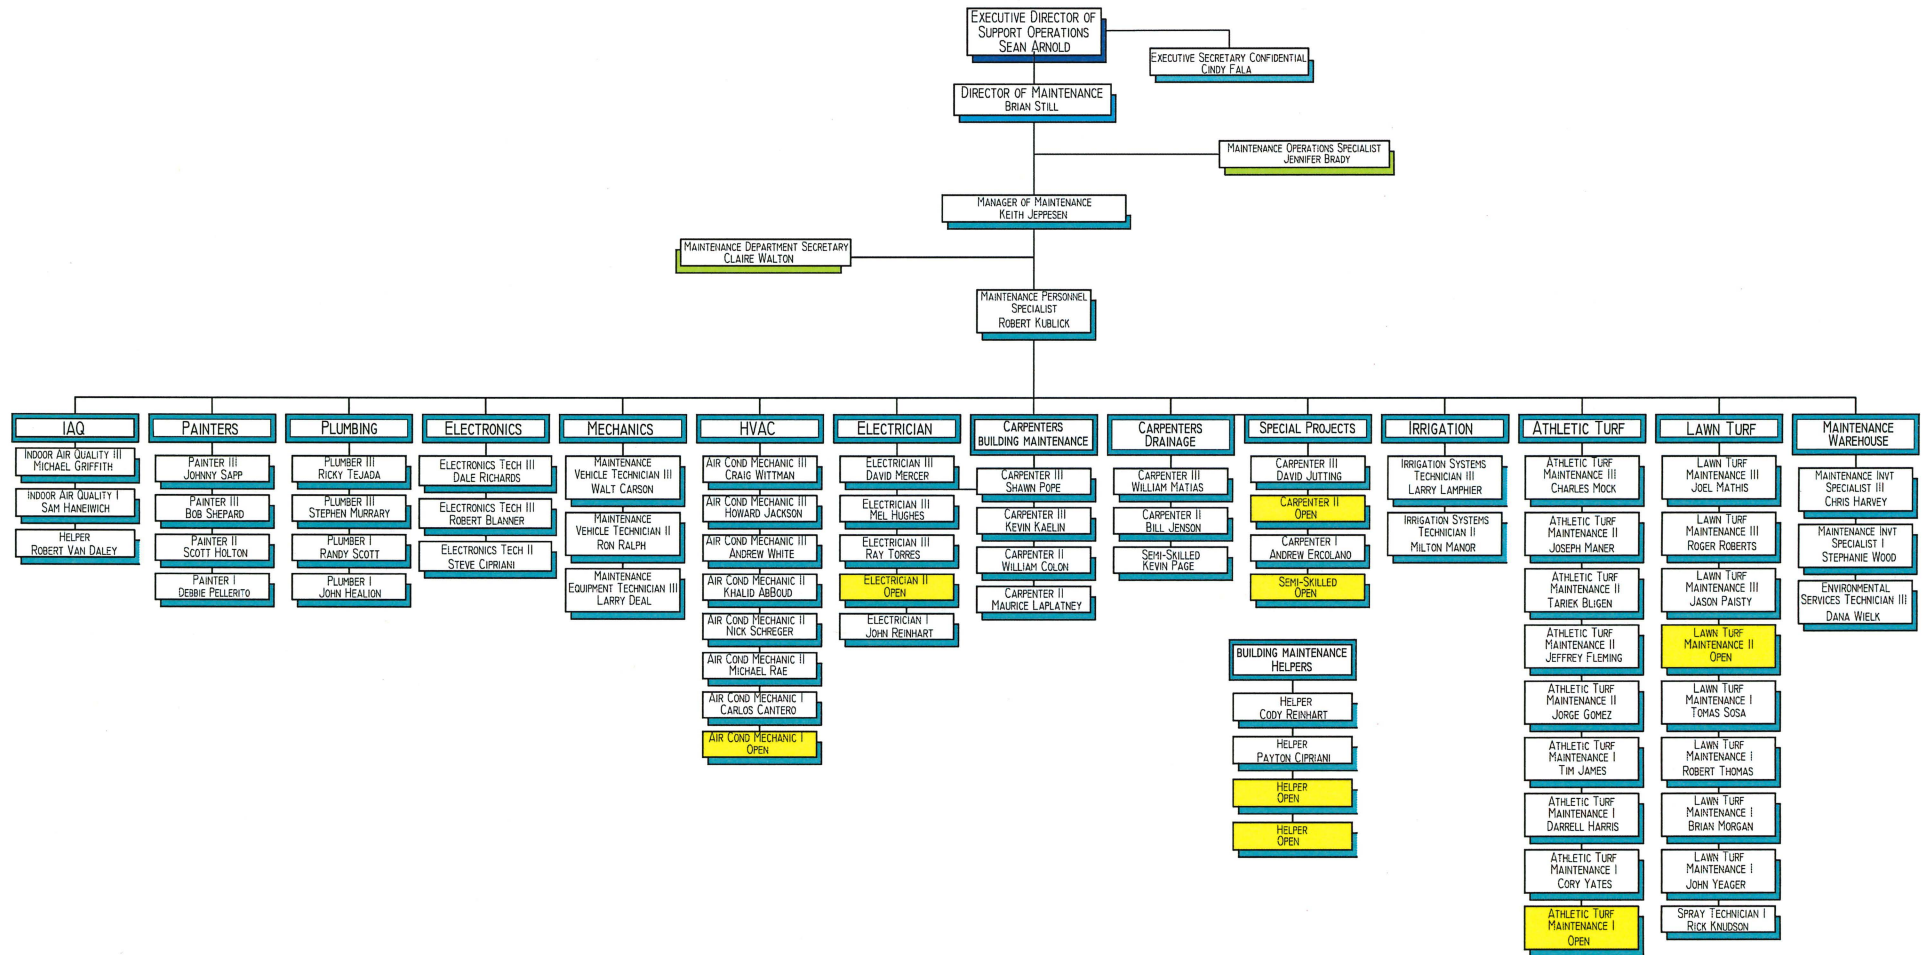 EXECUTIVE DIRECTOR OF
SUPPORT OPERATIONS
SEAN ARNOLD
EXECUTIVE SECRETARY CONFIDENTIAL
CINDY FALA
DIRECTOR OF MAINTENANCE
BRIAN STILL
MAINTENANCE OPERATIONS SPECIALIST
JENNIFER BRADY
MANAGER OF MAINTENANCE
KEITH JEPPESEN
MAINTENANCE DEPARTMENT SECRETARY
CLAIRE WALTON
MAINTENANCE PERSONNEL
SPECIALIST
ROBERT KUBLICK
IAQ
INDOOR AIR QUALITY III
MICHAEL GRIFFITH
INDOOR AIR QUALITY I
SAM HANEIWICH
HELPER
ROBERT VAN DALEY
PAINTERS
PAINTER III
JOHNNY SAPP
PAINTER III
BOB SHEPARD
PAINTER II
SCOTT HOLTON
PAINTER I
DEBBIE PELLERITO
PLUMBING
PLUMBER III
RICKY TEJADA
PLUMBER III
STEPHEN MURRARY
PLUMBER I
RANDY SCOTT
PLUMBER I
JOHN HEALION
ELECTRONICS
ELECTRONICS TECH III
DALE RICHARDS
ELECTRONICS TECH III
ROBERT BLANNER
ELECTRONICS TECH II
STEVE CIPRIANI
MECHANICS
MAINTENANCE
VEHICLE TECHNICIAN III
WALT CARSON
MAINTENANCE
VEHICLE TECHNICIAN II
RON RALPH
MAINTENANCE
EQUIPMENT TECHNICIAN III
LARRY DEAL
HVAC
AIR COND MECHANIC III
CRAIG WITTMAN
AIR COND MECHANIC III
HOWARD JACKSON
AIR COND MECHANIC III
ANDREW WHITE
AIR COND MECHANIC II
KHALID ABBOUD
AIR COND MECHANIC II
NICK SCHREGER
AIR COND MECHANIC II
MICHAEL RAE
AIR COND MECHANIC I
CARLOS CANTERO
AIR COND MECHANIC I
OPEN
ELECTRICIAN
ELECTRICIAN III
DAVID MERCER
ELECTRICIAN III
MEL HUGHES
ELECTRICIAN III
RAY TORRES
ELECTRICIAN II
OPEN
ELECTRICIAN I
JOHN REINHART
CARPENTERS
BUILDING MAINTENANCE
CARPENTER III
SHAWN POPE
CARPENTER III
KEVIN KAELIN
CARPENTER II
WILLIAM COLON
CARPENTER II
MAURICE LAPLATNEY
CARPENTERS
DRAINAGE
CARPENTER III
WILLIAM MATIAS
CARPENTER II
BILL JENSON
SEMI-SKILLED
KEVIN PAGE
SPECIAL PROJECTS
CARPENTER III
DAVID JUTTING
CARPENTER II
OPEN
CARPENTER I
ANDREW ERCOLANO
SEMI-SKILLED
OPEN
BUILDING MAINTENANCE
HELPERS
HELPER
CODY REINHART
HELPER
PAYTON CIPRIANI
HELPER
OPEN
HELPER
OPEN
IRRIGATION
IRRIGATION SYSTEMS
TECHNICIAN III
LARRY LAMPHIER
IRRIGATION SYSTEMS
TECHNICIAN II
MILTON MANOR
ATHLETIC TURF
ATHLETIC TURF
MAINTENANCE III
CHARLES MOCK
ATHLETIC TURF
MAINTENANCE II
JOSEPH MANER
ATHLETIC TURF
MAINTENANCE II
TARIEK BLIGEN
ATHLETIC TURF
MAINTENANCE II
JEFFREY FLEMING
ATHLETIC TURF
MAINTENANCE II
JORGE GOMEZ
ATHLETIC TURF
MAINTENANCE I
TIM JAMES
ATHLETIC TURF
MAINTENANCE I
DARRELL HARRIS
ATHLETIC TURF
MAINTENANCE I
CORY YATES
ATHLETIC TURF
MAINTENANCE I
OPEN
LAWN TURF
LAWN TURF
MAINTENANCE III
JOEL MATHIS
LAWN TURF
MAINTENANCE III
ROGER ROBERTS
LAWN TURF
MAINTENANCE III
JASON PAISTY
LAWN TURF
MAINTENANCE II
OPEN
LAWN TURF
MAINTENANCE I
TOMAS SOSA
LAWN TURF
MAINTENANCE I
ROBERT THOMAS
LAWN TURF
MAINTENANCE I
BRIAN MORGAN
LAWN TURF
MAINTENANCE I
JOHN YEAGER
SPRAY TECHNICIAN I
RICK KNUDSON
MAINTENANCE
WAREHOUSE
MAINTENANCE INVT
SPECIALIST III
CHRIS HARVEY
MAINTENANCE INVT
SPECIALIST I
STEPHANIE WOOD
ENVIRONMENTAL
SERVICES TECHNICIAN III
DANA WIELK